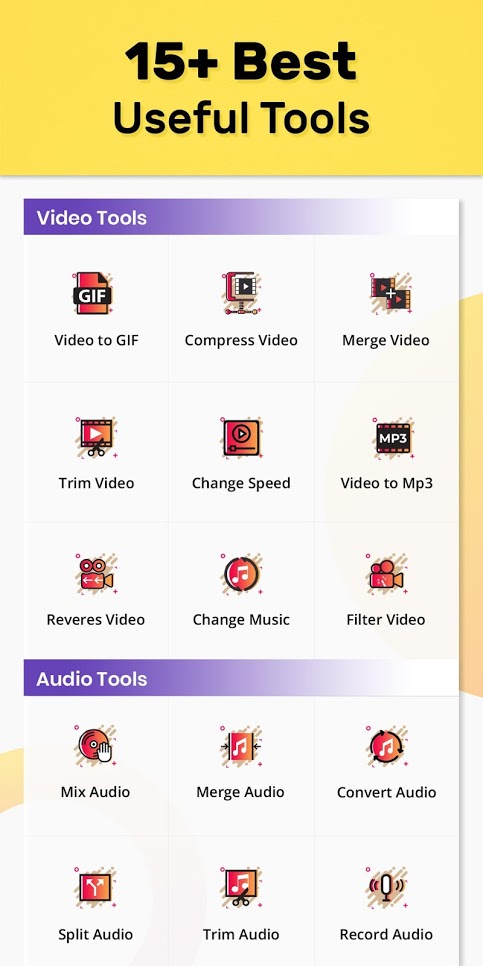 15+ Best
Useful Tools
Video Tools
GIF
Video to GIF
Compress Video
Merge Video
MP3
Trim Video
Change Speed
Video to Mp3
Reveres Video
Change Music
Filter Video
Audio Tools
Mix Audio
Merge Audio
Convert Audio
Split Audio
Trim Audio
Record Audio